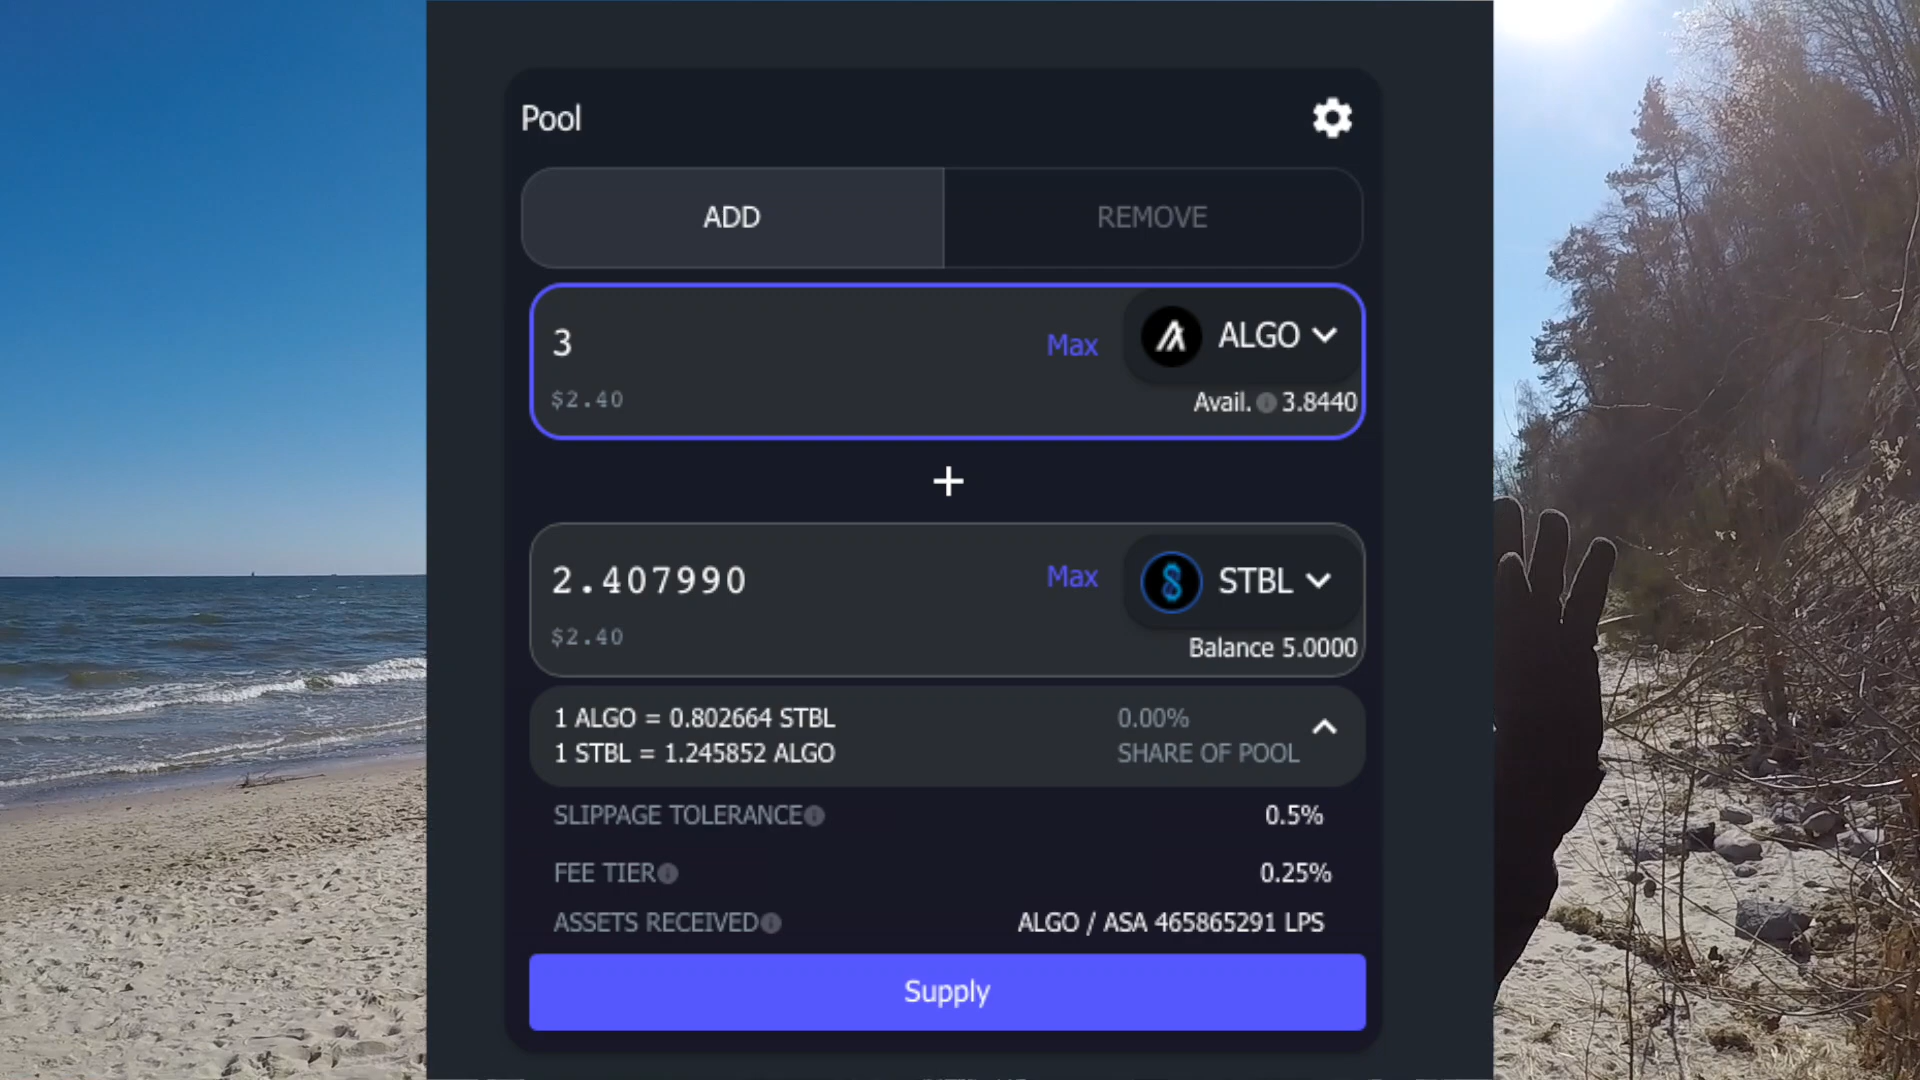 Pool
ADD
REMOVE
3
Max
ALGO
$2.40
Avail. 3.8440
+
2.407990
Max
STBL
$2.40
Balance 5.0000
1 ALGO = 0.802664 STBL
0.00%
1 STBL = 1.245852 ALGO
SHARE OF POOL
SLIPPAGE TOLERANCE
0.5%
FEE TIER
0.25%
ASSETS RECEIVED
ALGO / ASA 465865291 LPS
Supply